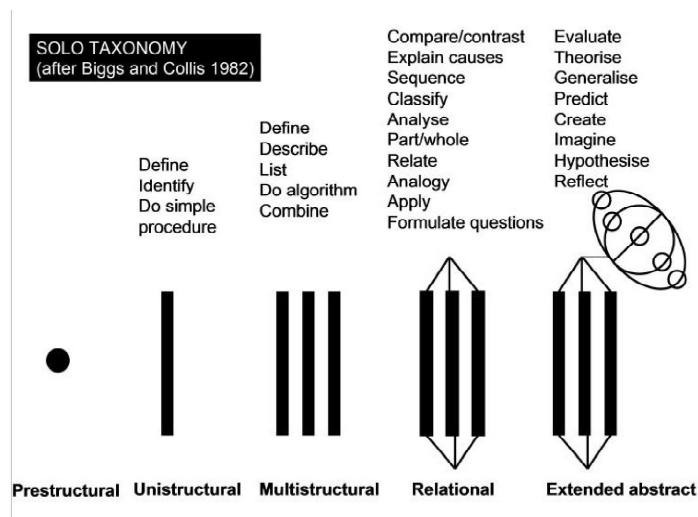 SOLO TAXONOMY
(after Biggs and Collis 1982)
Define
Identify
Do simple
procedure
Define
Describe
List
Do algorithm
Combine
Compare/contrast
Explain causes
Sequence
Classify
Analyse
Part/whole
Relate
Analogy
Apply
Formulate questions
Evaluate
Theorise
Generalise
Predict
Create
Imagine
Hypothesise
Reflect
Prestructural
Unistructural
Multistructural
Relational
Extended abstract